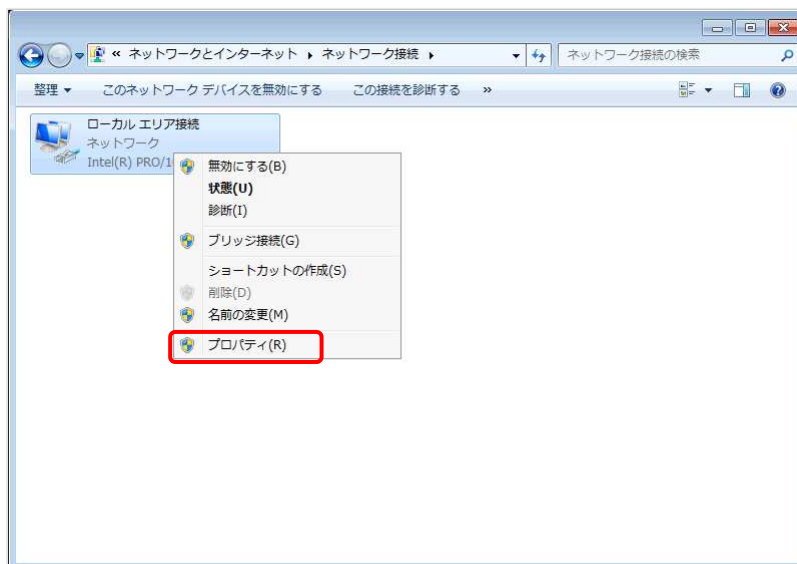 « ネットワークとインターネット ▸ ネットワーク接続 ▸ ネットワーク接続の検索
整理 ▼ このネットワーク デバイスを無効にする この接続を診断する »
ローカル エリア接続
ネットワーク
Intel(R) PRO/1
無効にする(B)
状態(U)
診断(I)
ブリッジ接続(G)
ショートカットの作成(S)
削除(D)
名前の変更(M)
プロパティ(R)